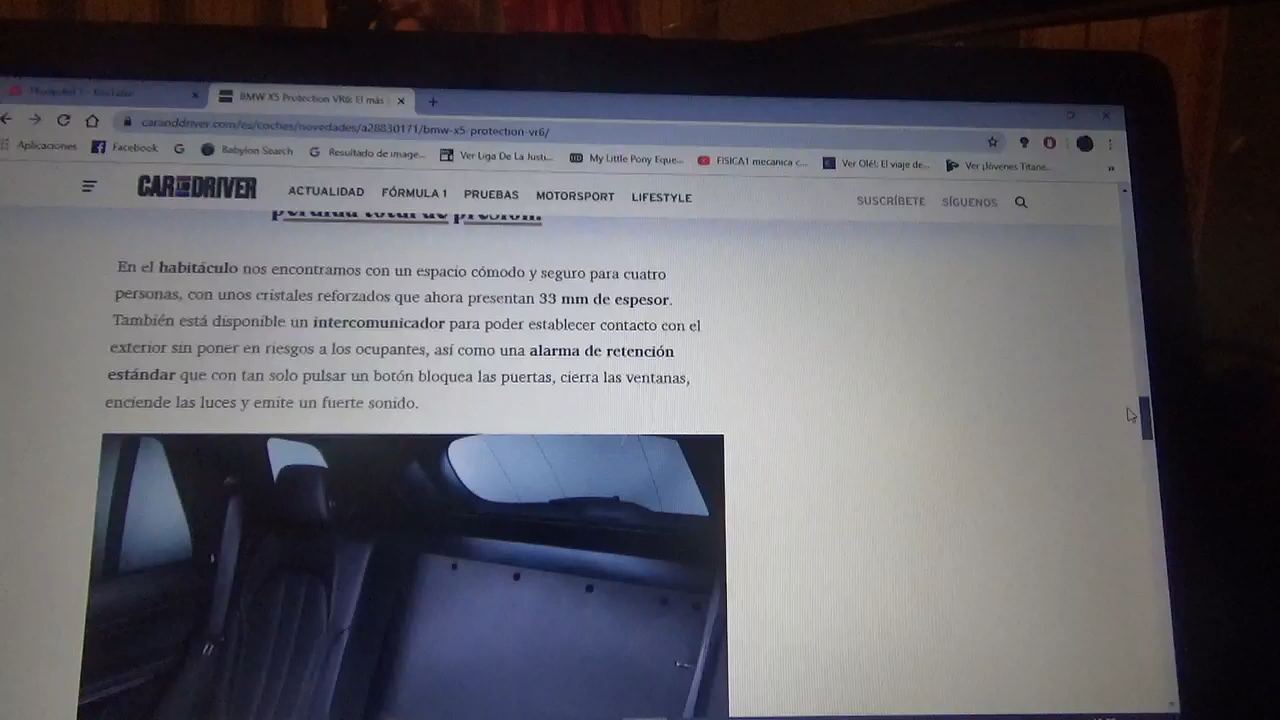 BMW X5 Protection VR6: El más
caranddriver.com/es/coches/novedades/a28830171/bmw-x5-protection-vr6/
Aplicaciones Facebook Babylon Search Resultado de image... Ver Liga De La Justi... My Little Pony Eque... FISICA1 mecanica c... Ver Olé!: El viaje de... Ver ¡Jóvenes Titane...
CAR AND DRIVER ACTUALIDAD FÓRMULA 1 PRUEBAS MOTORSPORT LIFESTYLE SUSCRÍBETE SÍGUENOS
pérdida total de presión.
En el habitáculo nos encontramos con un espacio cómodo y seguro para cuatro
personas, con unos cristales reforzados que ahora presentan 33 mm de espesor.
También está disponible un intercomunicador para poder establecer contacto con el
exterior sin poner en riesgos a los ocupantes, así como una alarma de retención
estándar que con tan solo pulsar un botón bloquea las puertas, cierra las ventanas,
enciende las luces y emite un fuerte sonido.